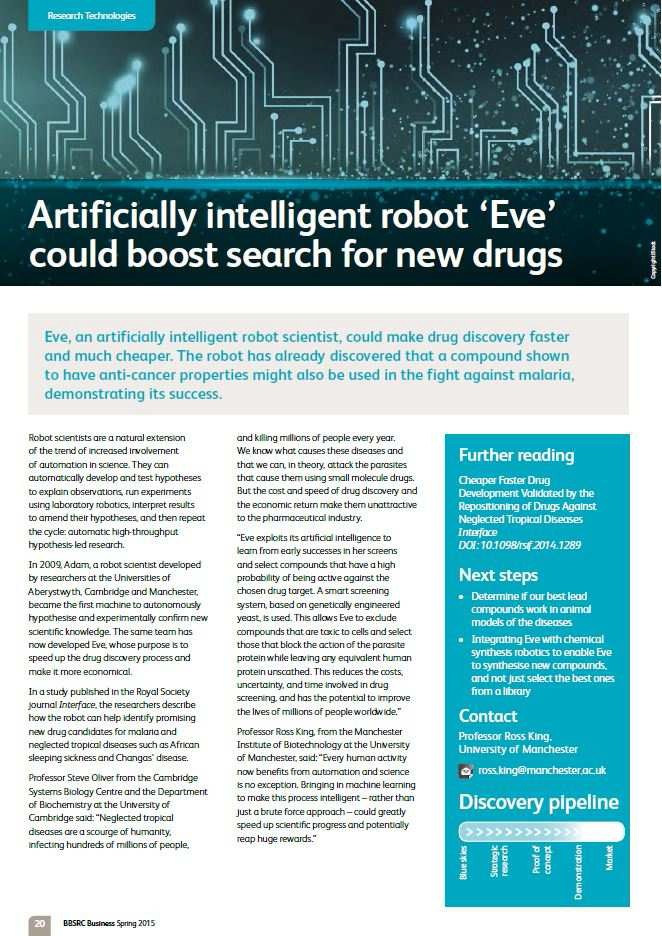 Research Technologies
Artificially intelligent robot ‘Eve’
could boost search for new drugs
Copyright: iStock
Eve, an artificially intelligent robot scientist, could make drug discovery faster
and much cheaper. The robot has already discovered that a compound shown
to have anti-cancer properties might also be used in the fight against malaria,
demonstrating its success.
Robot scientists are a natural extension
of the trend of increased involvement
of automation in science. They can
automatically develop and test hypotheses
to explain observations, run experiments
using laboratory robotics, interpret results
to amend their hypotheses, and then repeat
the cycle: automatic high-throughput
hypothesis-led research.
In 2009, Adam, a robot scientist developed
by researchers at the Universities of
Aberystwyth, Cambridge and Manchester,
became the first machine to autonomously
hypothesise and experimentally confirm new
scientific knowledge. The same team has
now developed Eve, whose purpose is to
speed up the drug discovery process and
make it more economical.
In a study published in the Royal Society
journal Interface, the researchers describe
how the robot can help identify promising
new drug candidates for malaria and
neglected tropical diseases such as African
sleeping sickness and Changas’ disease.
Professor Steve Oliver from the Cambridge
Systems Biology Centre and the Department
of Biochemistry at the University of
Cambridge said: “Neglected tropical
diseases are a scourge of humanity,
infecting hundreds of millions of people,
and killing millions of people every year.
We know what causes these diseases and
that we can, in theory, attack the parasites
that cause them using small molecule drugs.
But the cost and speed of drug discovery and
the economic return make them unattractive
to the pharmaceutical industry.
“Eve exploits its artificial intelligence to
learn from early successes in her screens
and select compounds that have a high
probability of being active against the
chosen drug target. A smart screening
system, based on genetically engineered
yeast, is used. This allows Eve to exclude
compounds that are toxic to cells and select
those that block the action of the parasite
protein while leaving any equivalent human
protein unscathed. This reduces the costs,
uncertainty, and time involved in drug
screening, and has the potential to improve
the lives of millions of people worldwide.”
Professor Ross King, from the Manchester
Institute of Biotechnology at the University
of Manchester, said: “Every human activity
now benefits from automation and science
is no exception. Bringing in machine learning
to make this process intelligent – rather than
just a brute force approach – could greatly
speed up scientific progress and potentially
reap huge rewards.”
Further reading
Cheaper Faster Drug
Development Validated by the
Repositioning of Drugs Against
Neglected Tropical Diseases
Interface
DOI: 10.1098/rsif.2014.1289
Next steps
• Determine if our best lead
compounds work in animal
models of the diseases
• Integrating Eve with chemical
synthesis robotics to enable Eve
to synthesise new compounds,
and not just select the best ones
from a library
Contact
Professor Ross King,
University of Manchester
ross.king@manchester.ac.uk
Discovery pipeline
Blue skies
Strategic
research
Proof of
concept
Demonstration
Market
20
BBSRC Business Spring 2015